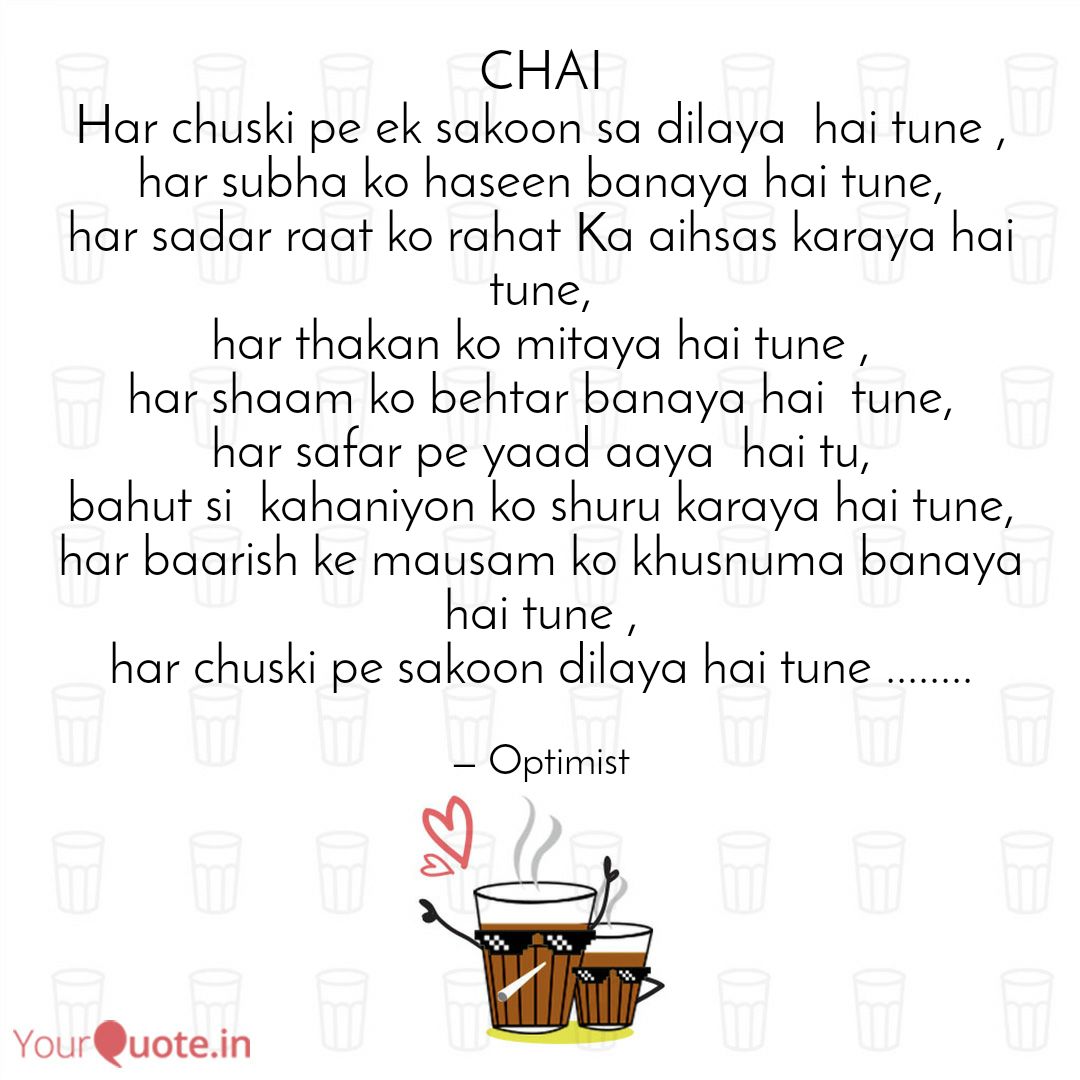 CHAI
Har chuski pe ek sakoon sa dilaya hai tune ,
har subha ko haseen banaya hai tune,
har sadar raat ko rahat Ka aihsas karaya hai
tune,
har thakan ko mitaya hai tune ,
har shaam ko behtar banaya hai tune,
har safar pe yaad aaya hai tu,
bahut si kahaniyon ko shuru karaya hai tune,
har baarish ke mausam ko khusnuma banaya
hai tune ,
har chuski pe sakoon dilaya hai tune ........
– Optimist
YourQuote.in